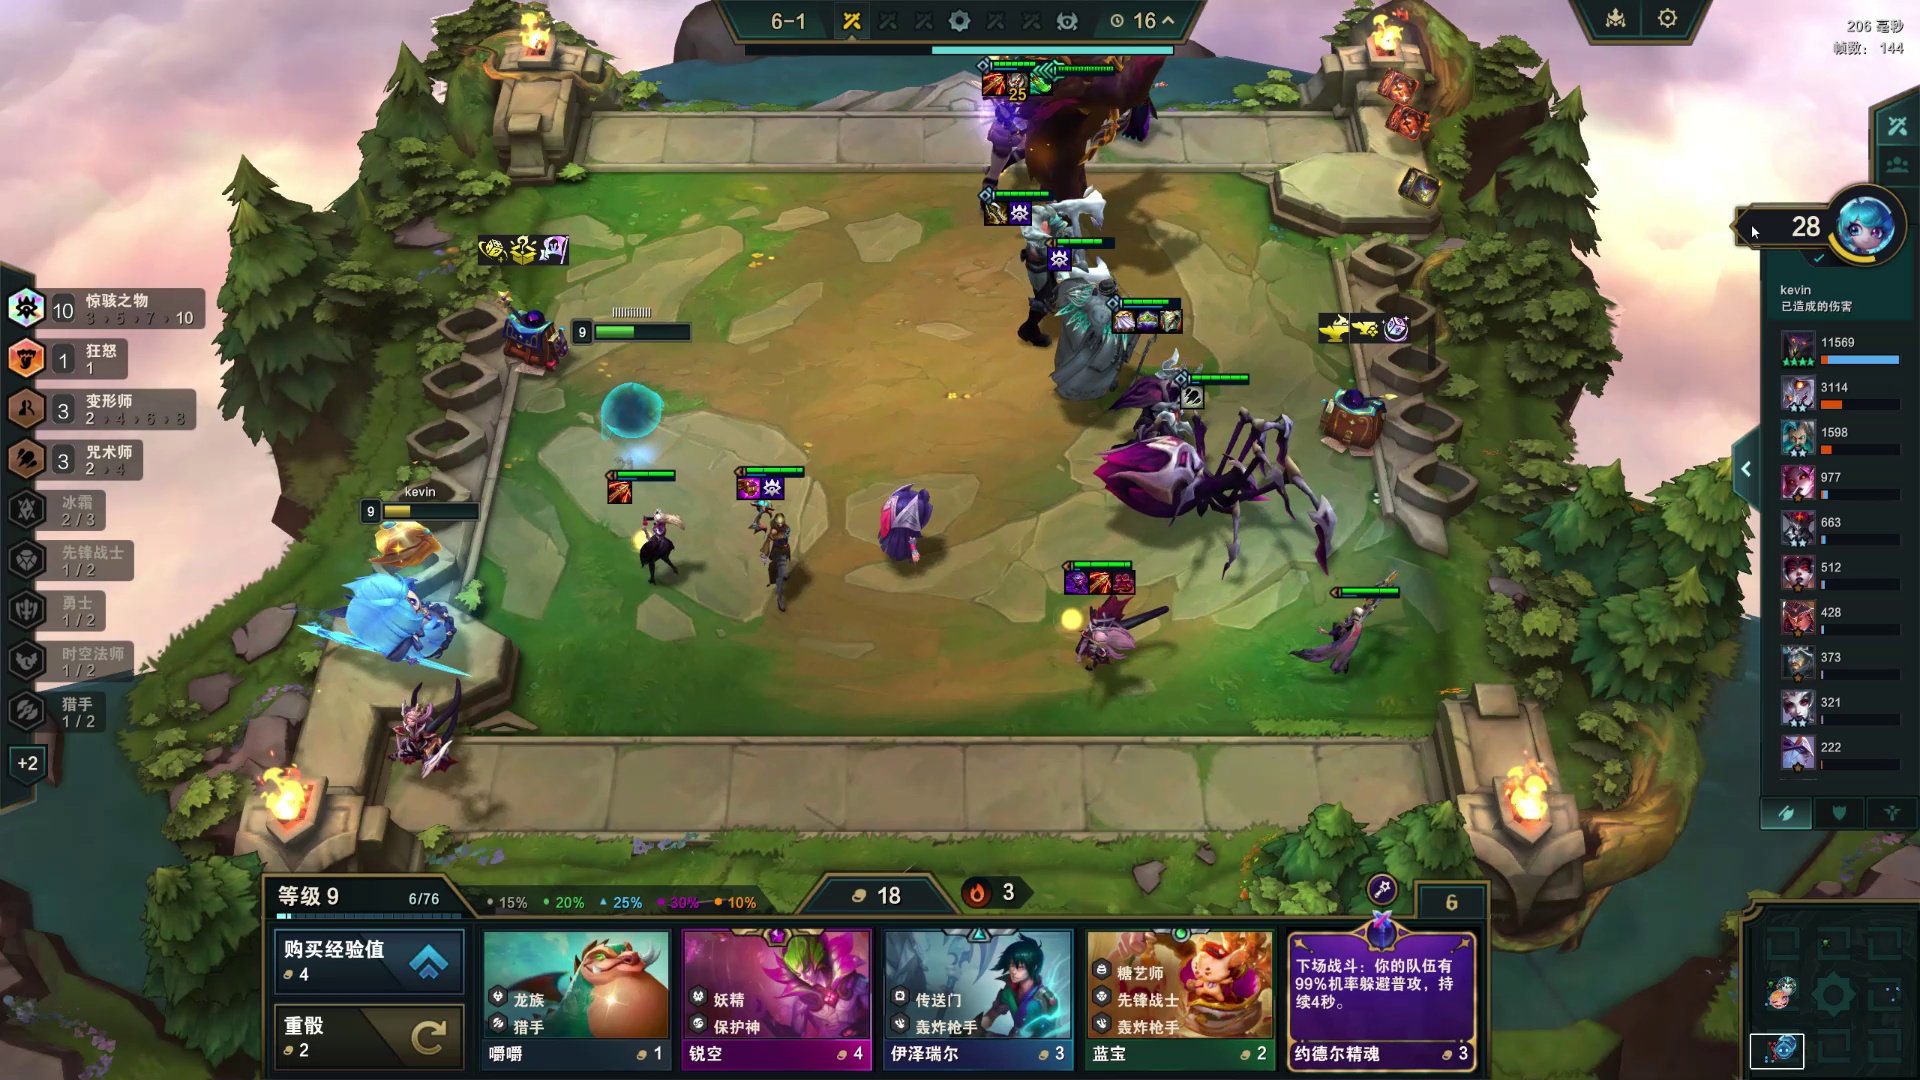 6-1
16
206 毫秒
帧数: 144
25
28
kevin
已造成的伤害
11569
3114
1598
977
663
512
428
373
321
222
10
惊骇之物
3 › 5 › 7 › 10
1
狂怒
1
3
变形师
2 › 4 › 6 › 8
3
咒术师
2 › 4
冰霜
2 / 3
先锋战士
1 / 2
勇士
1 / 2
时空法师
1 / 2
猎手
1 / 2
+2
9
kevin
9
等级 9
6/76
15%
20%
25%
30%
10%
18
3
6
购买经验值
4
重骰
2
龙族
猎手
嚼嚼
1
妖精
保护神
锐空
4
传送门
轰炸枪手
伊泽瑞尔
3
糖艺师
先锋战士
轰炸枪手
蓝宝
2
下场战斗：你的队伍有
99%机率躲避普攻，持
续4秒。
约德尔精魂
3